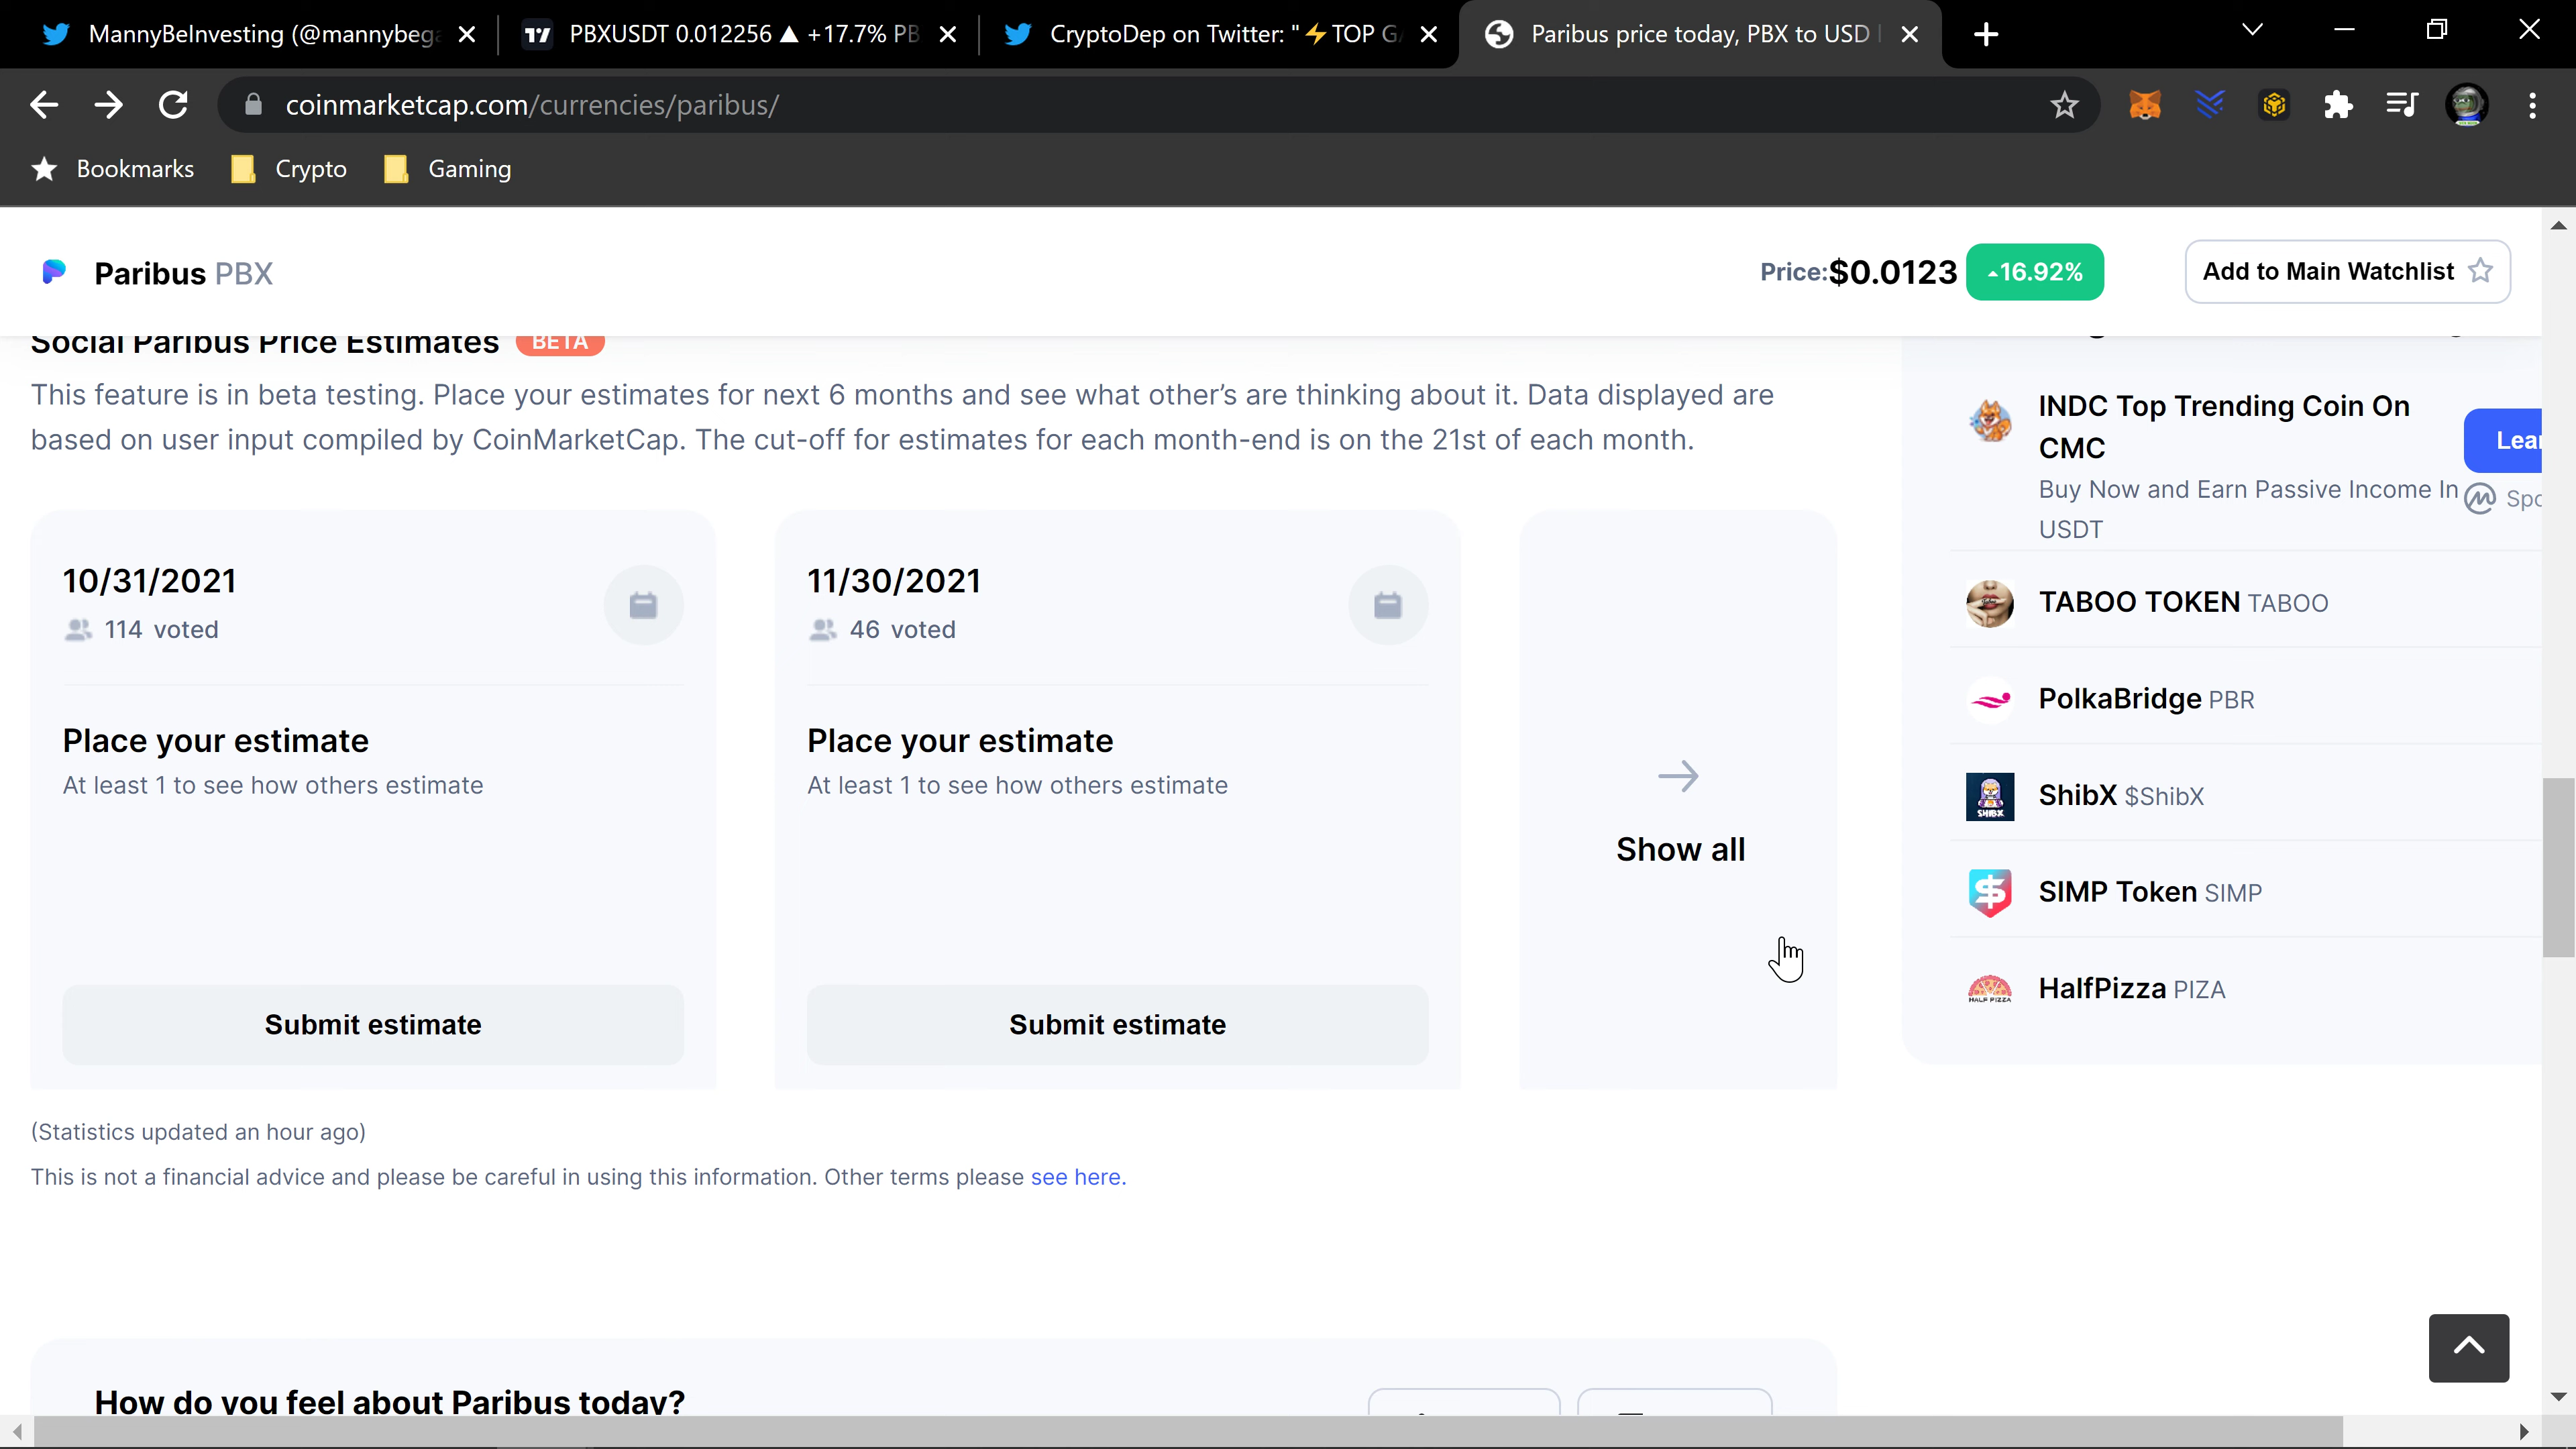 MannyBeInvesting (@mannybega
PBXUSDT 0.012256 ▲ +17.7% PB
CryptoDep on Twitter: "⚡TOP GA
Paribus price today, PBX to USD
coinmarketcap.com/currencies/paribus/
Bookmarks
Crypto
Gaming
Paribus PBX
Price:$0.0123
16.92%
Add to Main Watchlist
Social Paribus Price Estimates
BETA
This feature is in beta testing. Place your estimates for next 6 months and see what other's are thinking about it. Data displayed are
based on user input compiled by CoinMarketCap. The cut-off for estimates for each month-end is on the 21st of each month.
10/31/2021
114 voted
Place your estimate
At least 1 to see how others estimate
Submit estimate
11/30/2021
46 voted
Place your estimate
At least 1 to see how others estimate
Submit estimate
Show all
(Statistics updated an hour ago)
This is not a financial advice and please be careful in using this information. Other terms please see here.
How do you feel about Paribus today?
INDC Top Trending Coin On
CMC
Buy Now and Earn Passive Income In
USDT
Lear
Spo
TABOO TOKEN TABOO
PolkaBridge PBR
SHIBX
ShibX $ShibX
SIMP Token SIMP
HALF PIZZA
HalfPizza PIZA